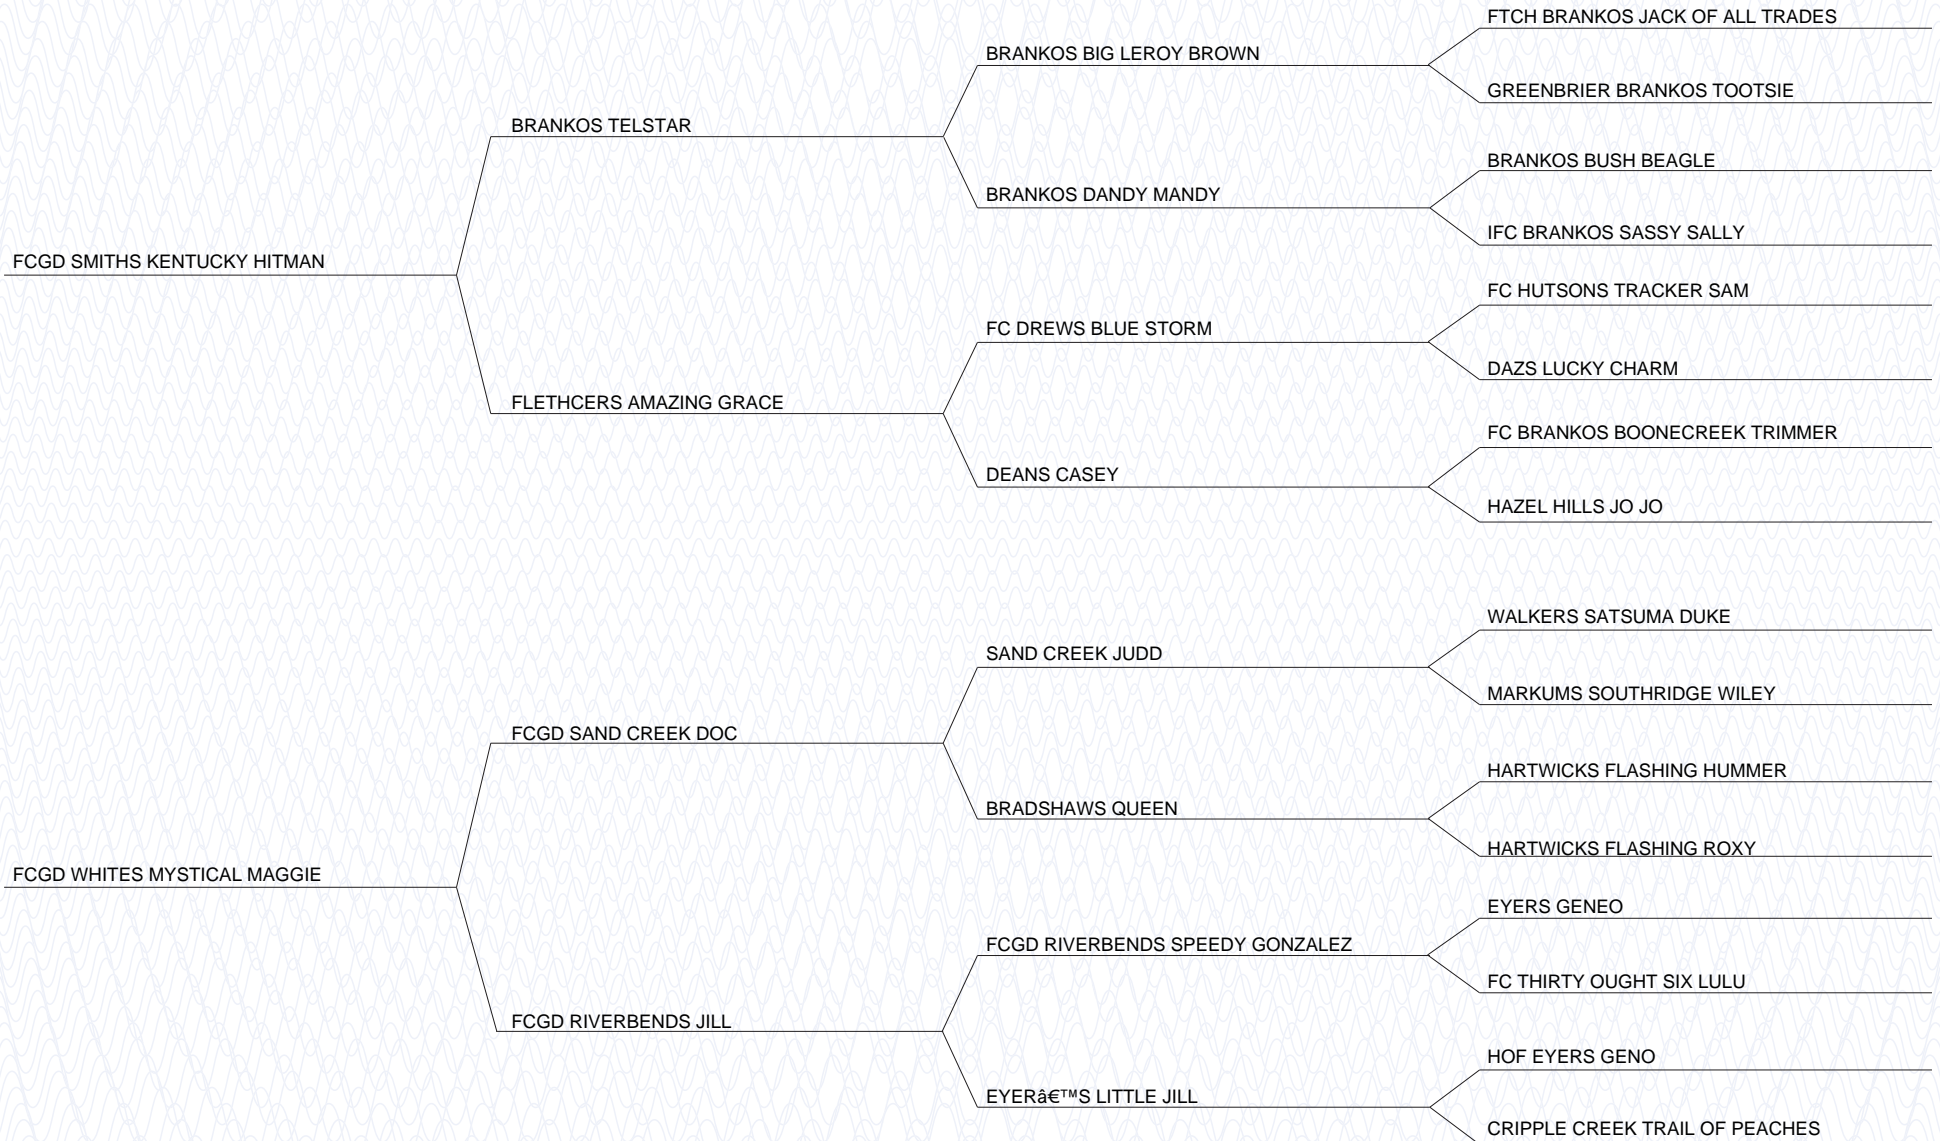 FTCH BRANKOS JACK OF ALL TRADES
BRANKOS BIG LEROY BROWN
GREENBRIER BRANKOS TOOTSIE
BRANKOS TELSTAR
BRANKOS BUSH BEAGLE
BRANKOS DANDY MANDY
IFC BRANKOS SASSY SALLY
FCGD SMITHS KENTUCKY HITMAN
FC HUTSONS TRACKER SAM
FC DREWS BLUE STORM
DAZS LUCKY CHARM
FLETHCERS AMAZING GRACE
FC BRANKOS BOONECREEK TRIMMER
DEANS CASEY
HAZEL HILLS JO JO
WALKERS SATSUMA DUKE
SAND CREEK JUDD
MARKUMS SOUTHRIDGE WILEY
FCGD SAND CREEK DOC
HARTWICKS FLASHING HUMMER
BRADSHAWS QUEEN
HARTWICKS FLASHING ROXY
FCGD WHITES MYSTICAL MAGGIE
EYERS GENEO
FCGD RIVERBENDS SPEEDY GONZALEZ
FC THIRTY OUGHT SIX LULU
FCGD RIVERBENDS JILL
HOF EYERS GENO
EYERâ€™S LITTLE JILL
CRIPPLE CREEK TRAIL OF PEACHES